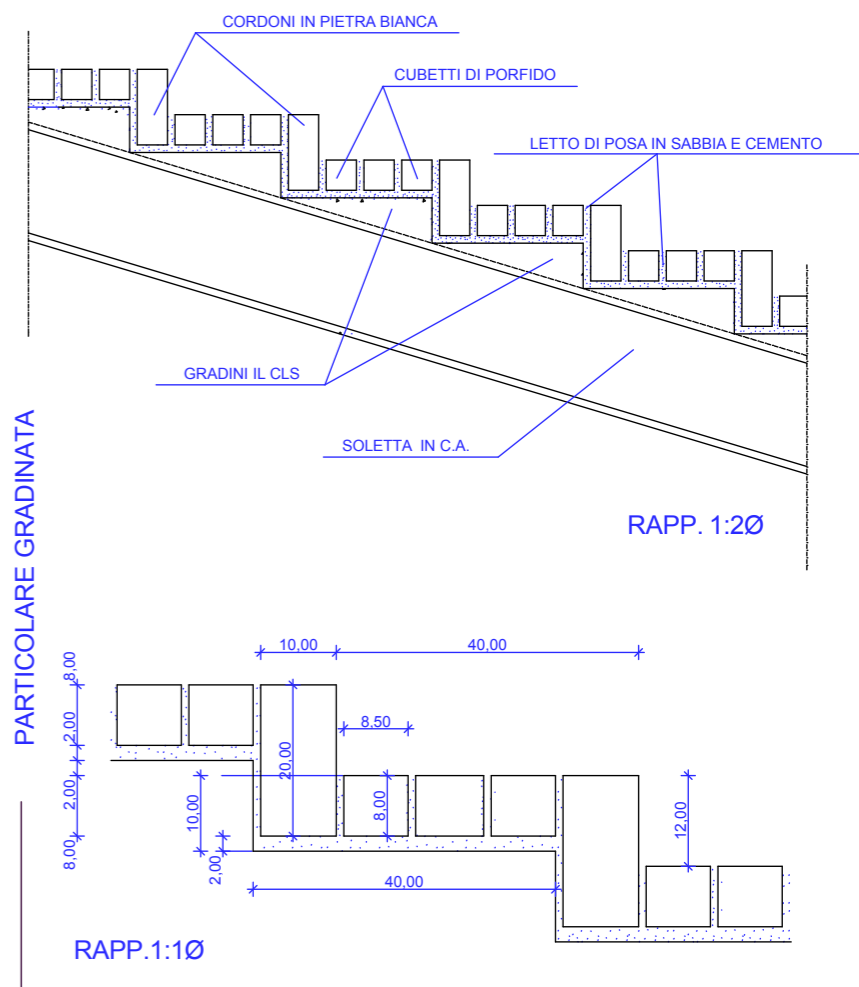 CORDONI IN PIETRA BIANCA
CUBETTI DI PORFIDO
LETTO DI POSA IN SABBIA E CEMENTO
GRADINI IL CLS
SOLETTA IN C.A.
RAPP. 1:2Ø
PARTICOLARE GRADINATA
10,00
40,00
8,00
2,00
2,00
8,00
20,00
8,50
10,00
8,00
12,00
2,00
40,00
RAPP.1:1Ø